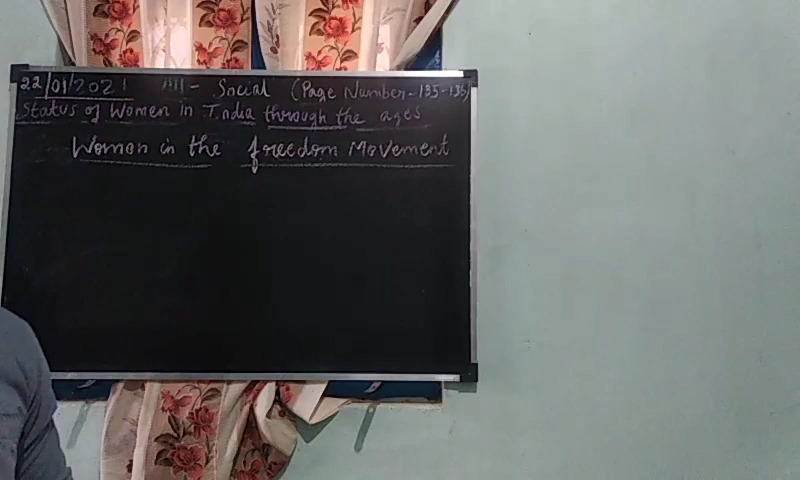 22/01/2021 VII - Social (Page Number - 135-136)
Status of Women in India through the ages
Women in the freedom Movement